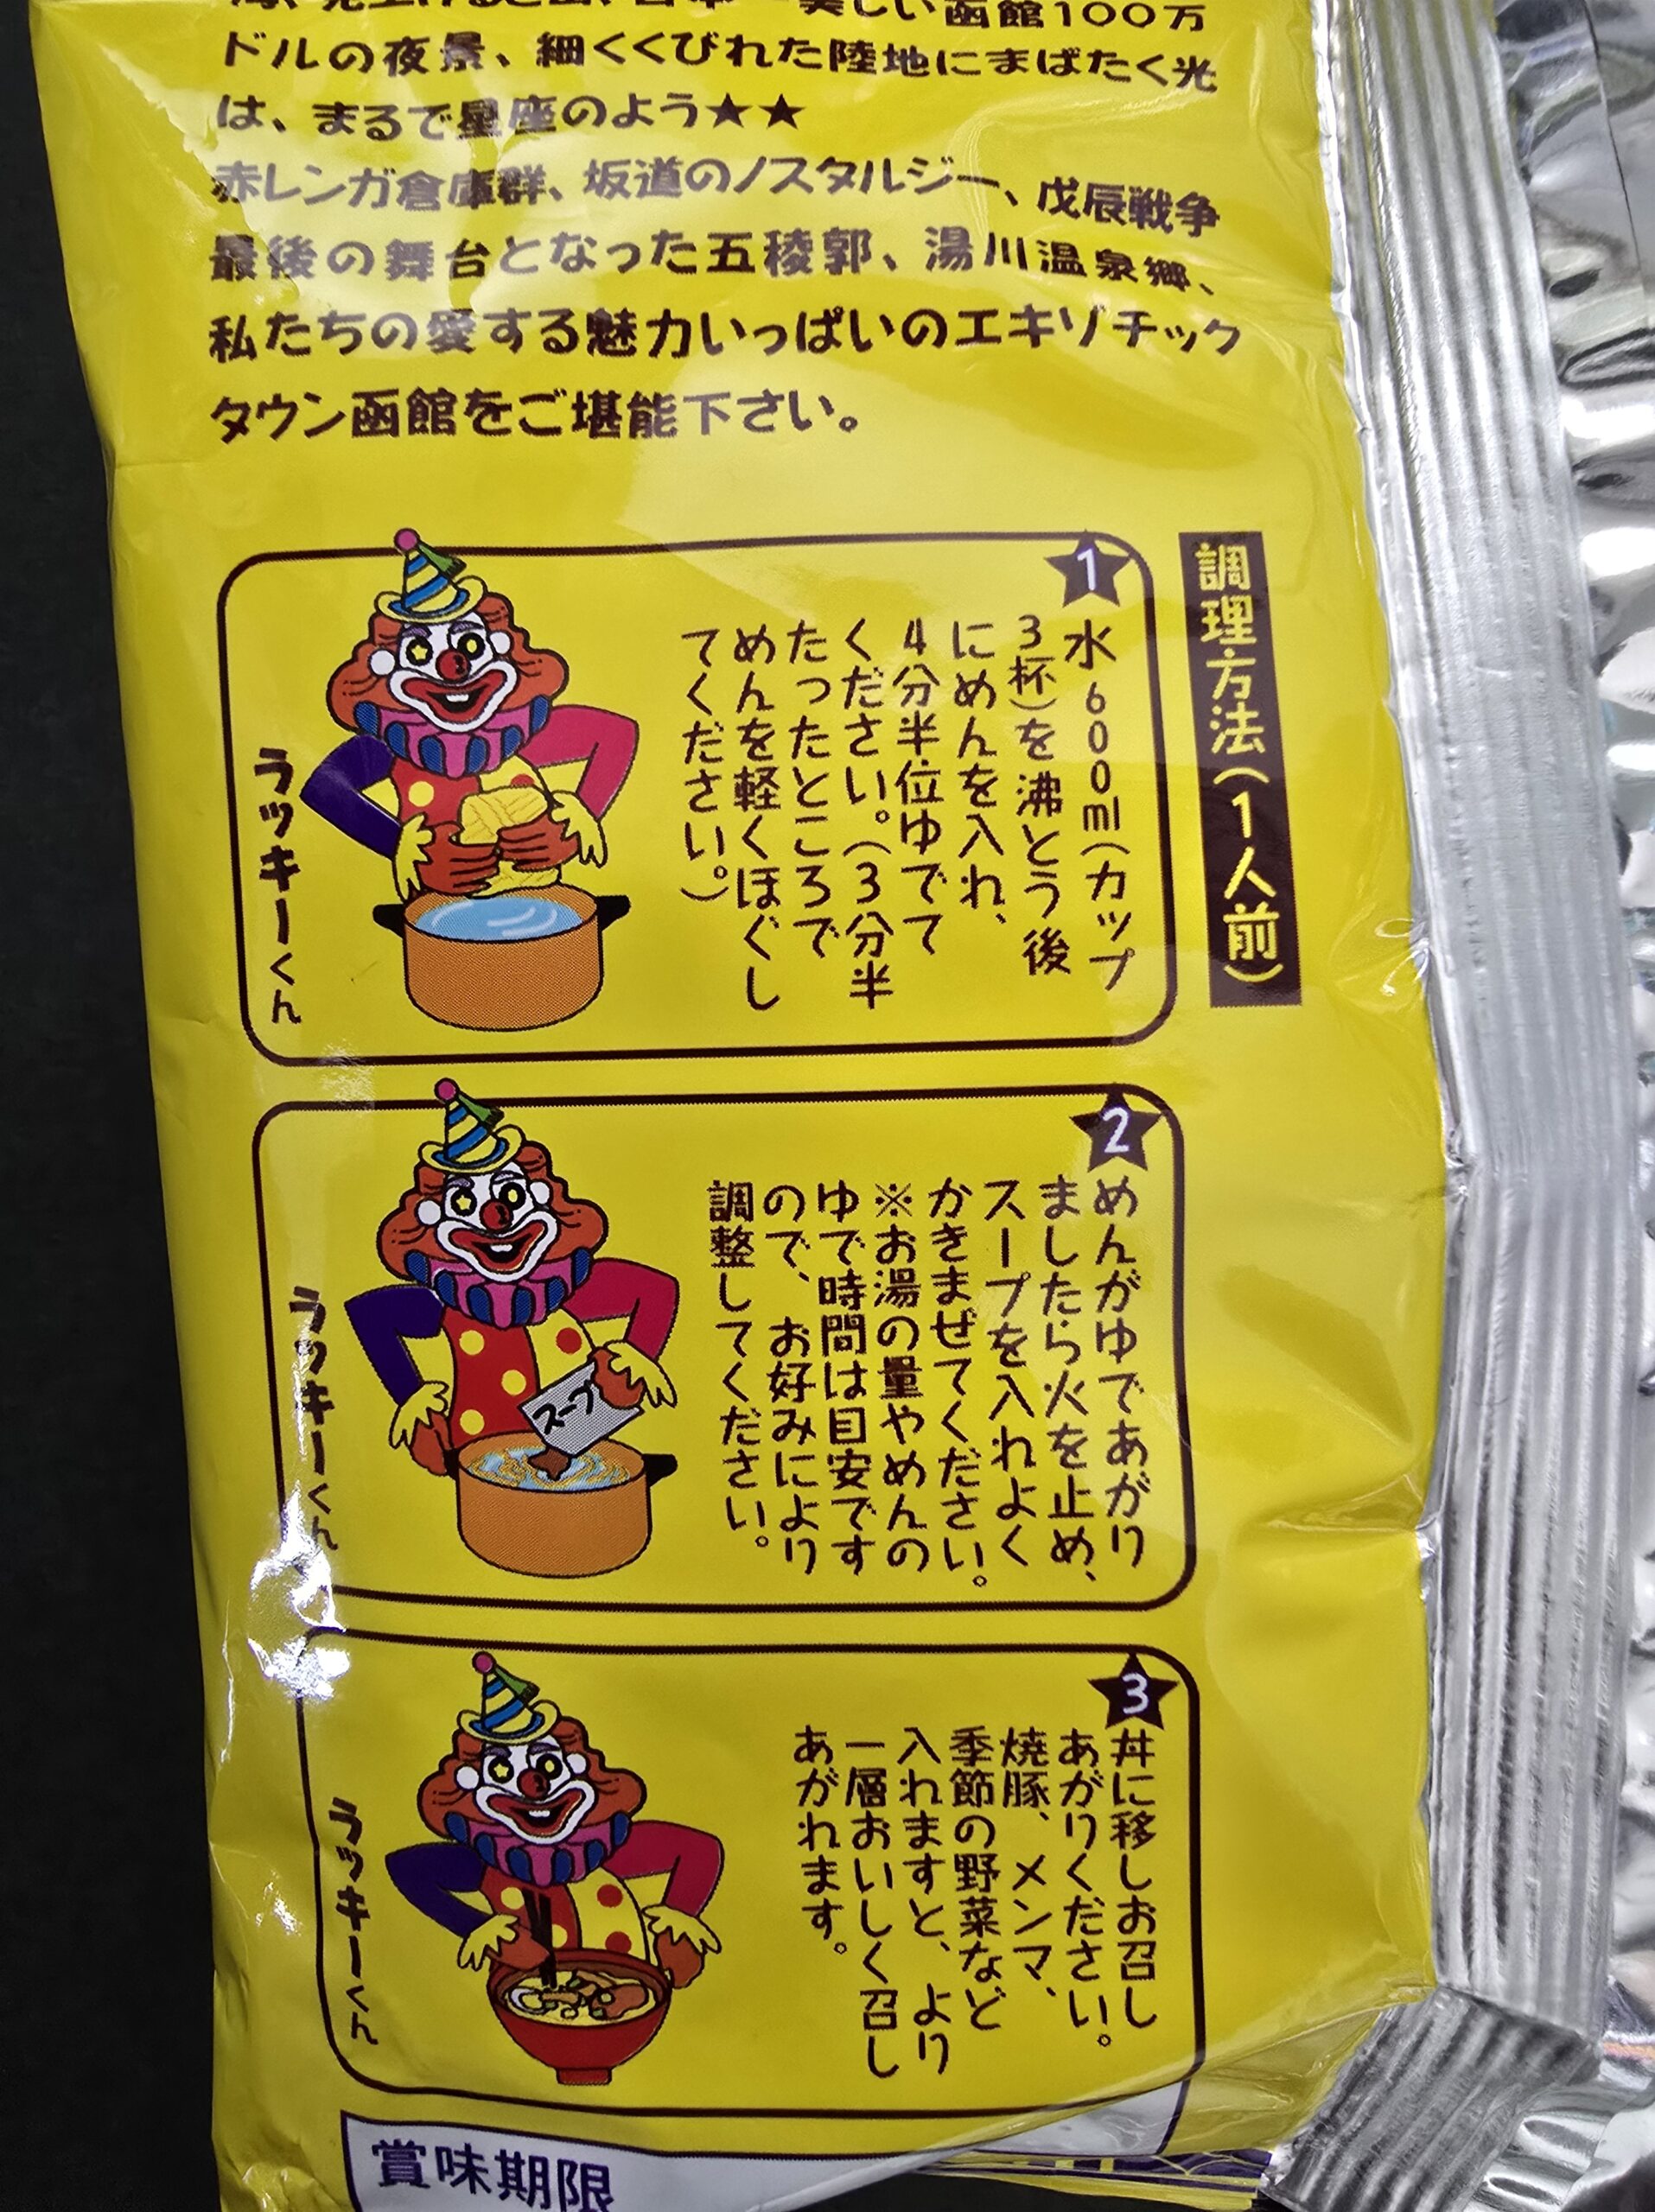 美しい函館100万
ドルの夜景、細くくびれた陸地にまばたく光
は、まるで星座のよう★★
赤レンガ倉庫群、坂道のノスタルジー、戊辰戦争
最後の舞台となった五稜郭、湯川温泉郷、
私たちの愛する魅力いっぱいのエキゾチック
タウン函館をご堪能下さい。
調理方法(1人前)
1
水600ml(カップ
3杯)を沸とう後
にめんを入れ、
4分半位ゆでて
ください。(3分半
たったところで
めんを軽くほぐし
てください。)
ラッキーくん
2
めんがゆであがり
ましたら火を止め、
スープを入れよく
かきまぜてください。
※お湯の量やめんの
ゆで時間は目安です
ので、お好みにより
調整してください。
スープ
ラッキーくん
3
丼に移しお召し
あがりください。
焼豚、メンマ、
季節の野菜など
入れますと、より
一層おいしく召し
あがれます。
ラッキーくん
賞味期限